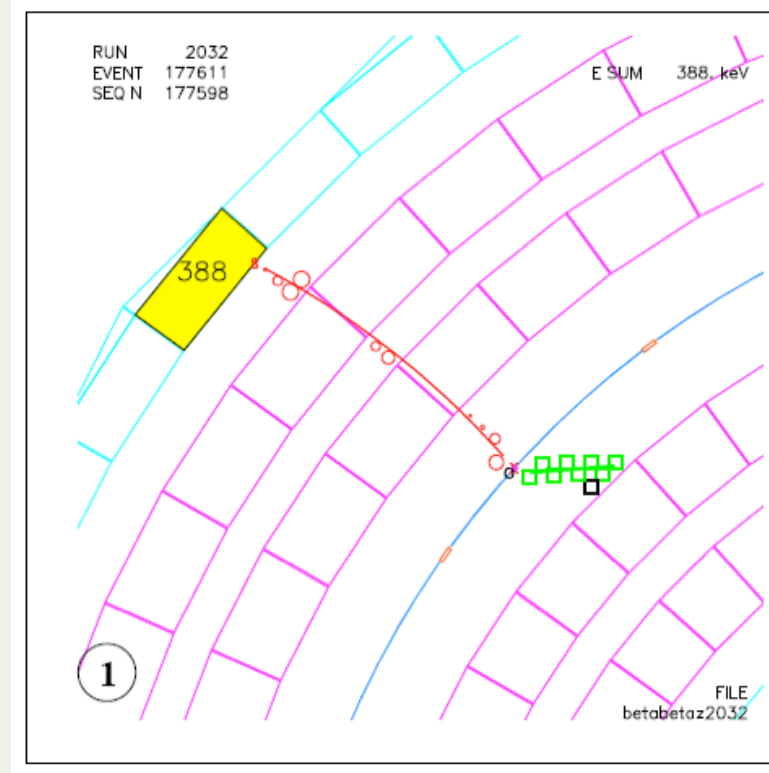 RUN 2032
EVENT 177611
SEQ N 177598
E SUM 388. keV
388
S
O
1
FILE
betabetaz2032